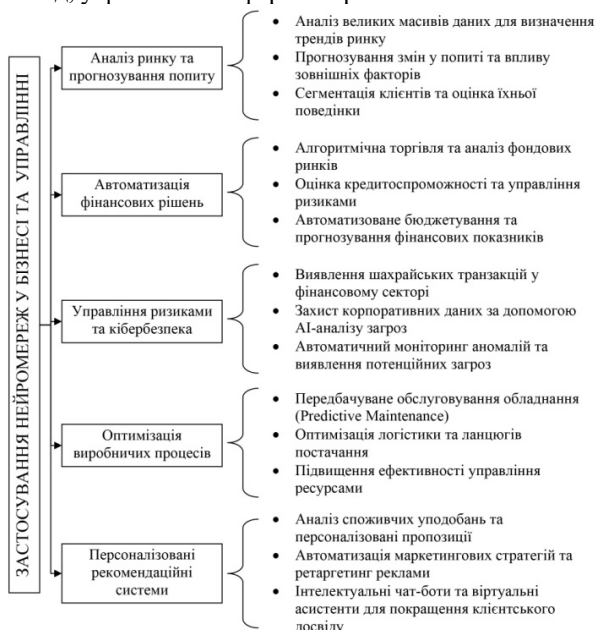 ЗАСТОСУВАННЯ НЕЙРОМЕРЕЖ У БІЗНЕСІ ТА УПРАВЛІННІ
Аналіз ринку та
прогнозування попиту
• Аналіз великих масивів даних для визначення
трендів ринку
• Прогнозування змін у попиті та впливу
зовнішніх факторів
• Сегментація клієнтів та оцінка їхньої
поведінки
Автоматизація
фінансових рішень
• Алгоритмічна торгівля та аналіз фондових
ринків
• Оцінка кредитоспроможності та управління
ризиками
• Автоматизоване бюджетування та
прогнозування фінансових показників
Управління ризиками
та кібербезпека
• Виявлення шахрайських транзакцій у
фінансовому секторі
• Захист корпоративних даних за допомогою
AI-аналізу загроз
• Автоматичний моніторинг аномалій та
виявлення потенційних загроз
Оптимізація
виробничих процесів
• Передбачуване обслуговування обладнання
(Predictive Maintenance)
• Оптимізація логістики та ланцюгів
постачання
• Підвищення ефективності управління
ресурсами
Персоналізовані
рекомендаційні
системи
• Аналіз споживчих уподобань та
персоналізовані пропозиції
• Автоматизація маркетингових стратегій та
ретаргетинг реклами
• Інтелектуальні чат-боти та віртуальні
асистенти для покращення клієнтського
досвіду